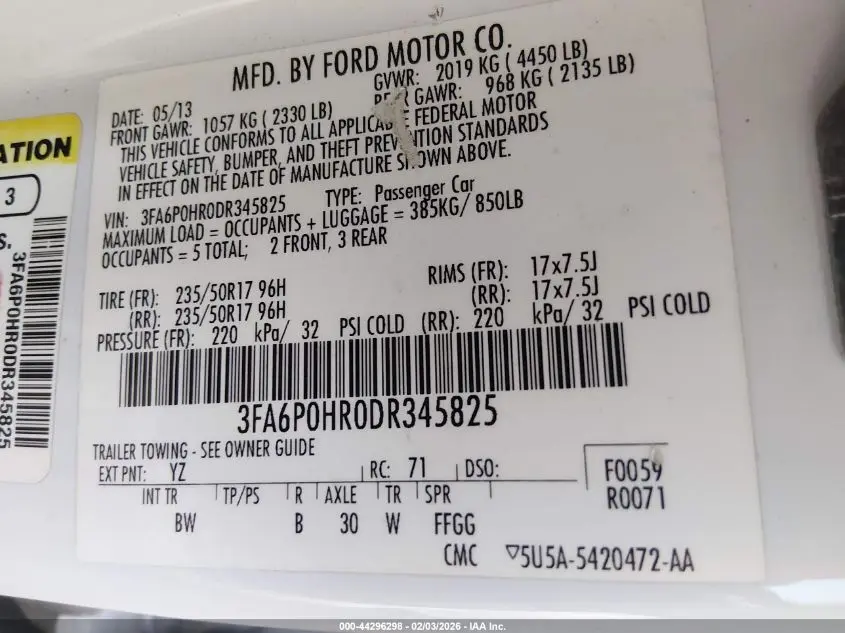 MFD. BY FORD MOTOR CO.
DATE: 05/13 GVWR: 2019 KG ( 4450 LB)
FRONT GAWR: 1057 KG ( 2330 LB) GAWR: 968 KG ( 2135 LB)
THIS VEHICLE CONFORMS TO ALL FEDERAL MOTOR
VEHICLE SAFETY, BUMPER, AND THEFT STANDARDS
IN EFFECT ON THE DATE OF MANUFACTURE ABOVE.
VIN: 3FA6P0HR0DR345825 TYPE: Passenger Car
MAXIMUM LOAD = OCCUPANTS + LUGGAGE = 385KG/ 850LB
OCCUPANTS = 5 TOTAL; 2 FRONT, 3 REAR
TIRE (FR): 235/50R17 96H RIMS (FR): 17x7.5J
(RR): 235/50R17 96H (RR): 17x7.5J
PRESSURE (FR): 220 kPa/ 32 PSI COLD (RR): 220 kPa/ 32 PSI COLD
3FA6P0HR0DR345825
TRAILER TOWING - SEE OWNER GUIDE
EXT PNT: YZ RC: 71 DSO: F0059
INT TR TP/PS R AXLE TR SPR R0071
BW B 30 W FFGG
CMC ▽5U5A-5420472-AA
ATION
3
S.
3FA6P0HR0DR345825
000-44296298 - 02/03/2026 - IAA Inc.